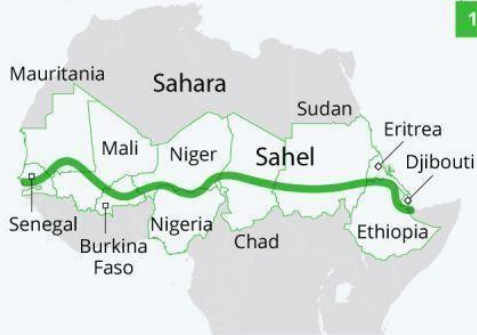 1
Mauritania
Sahara
Sudan
Eritrea
Mali
Niger
Sahel
Djibouti
Senegal
Burkina
Faso
Nigeria
Chad
Ethiopia